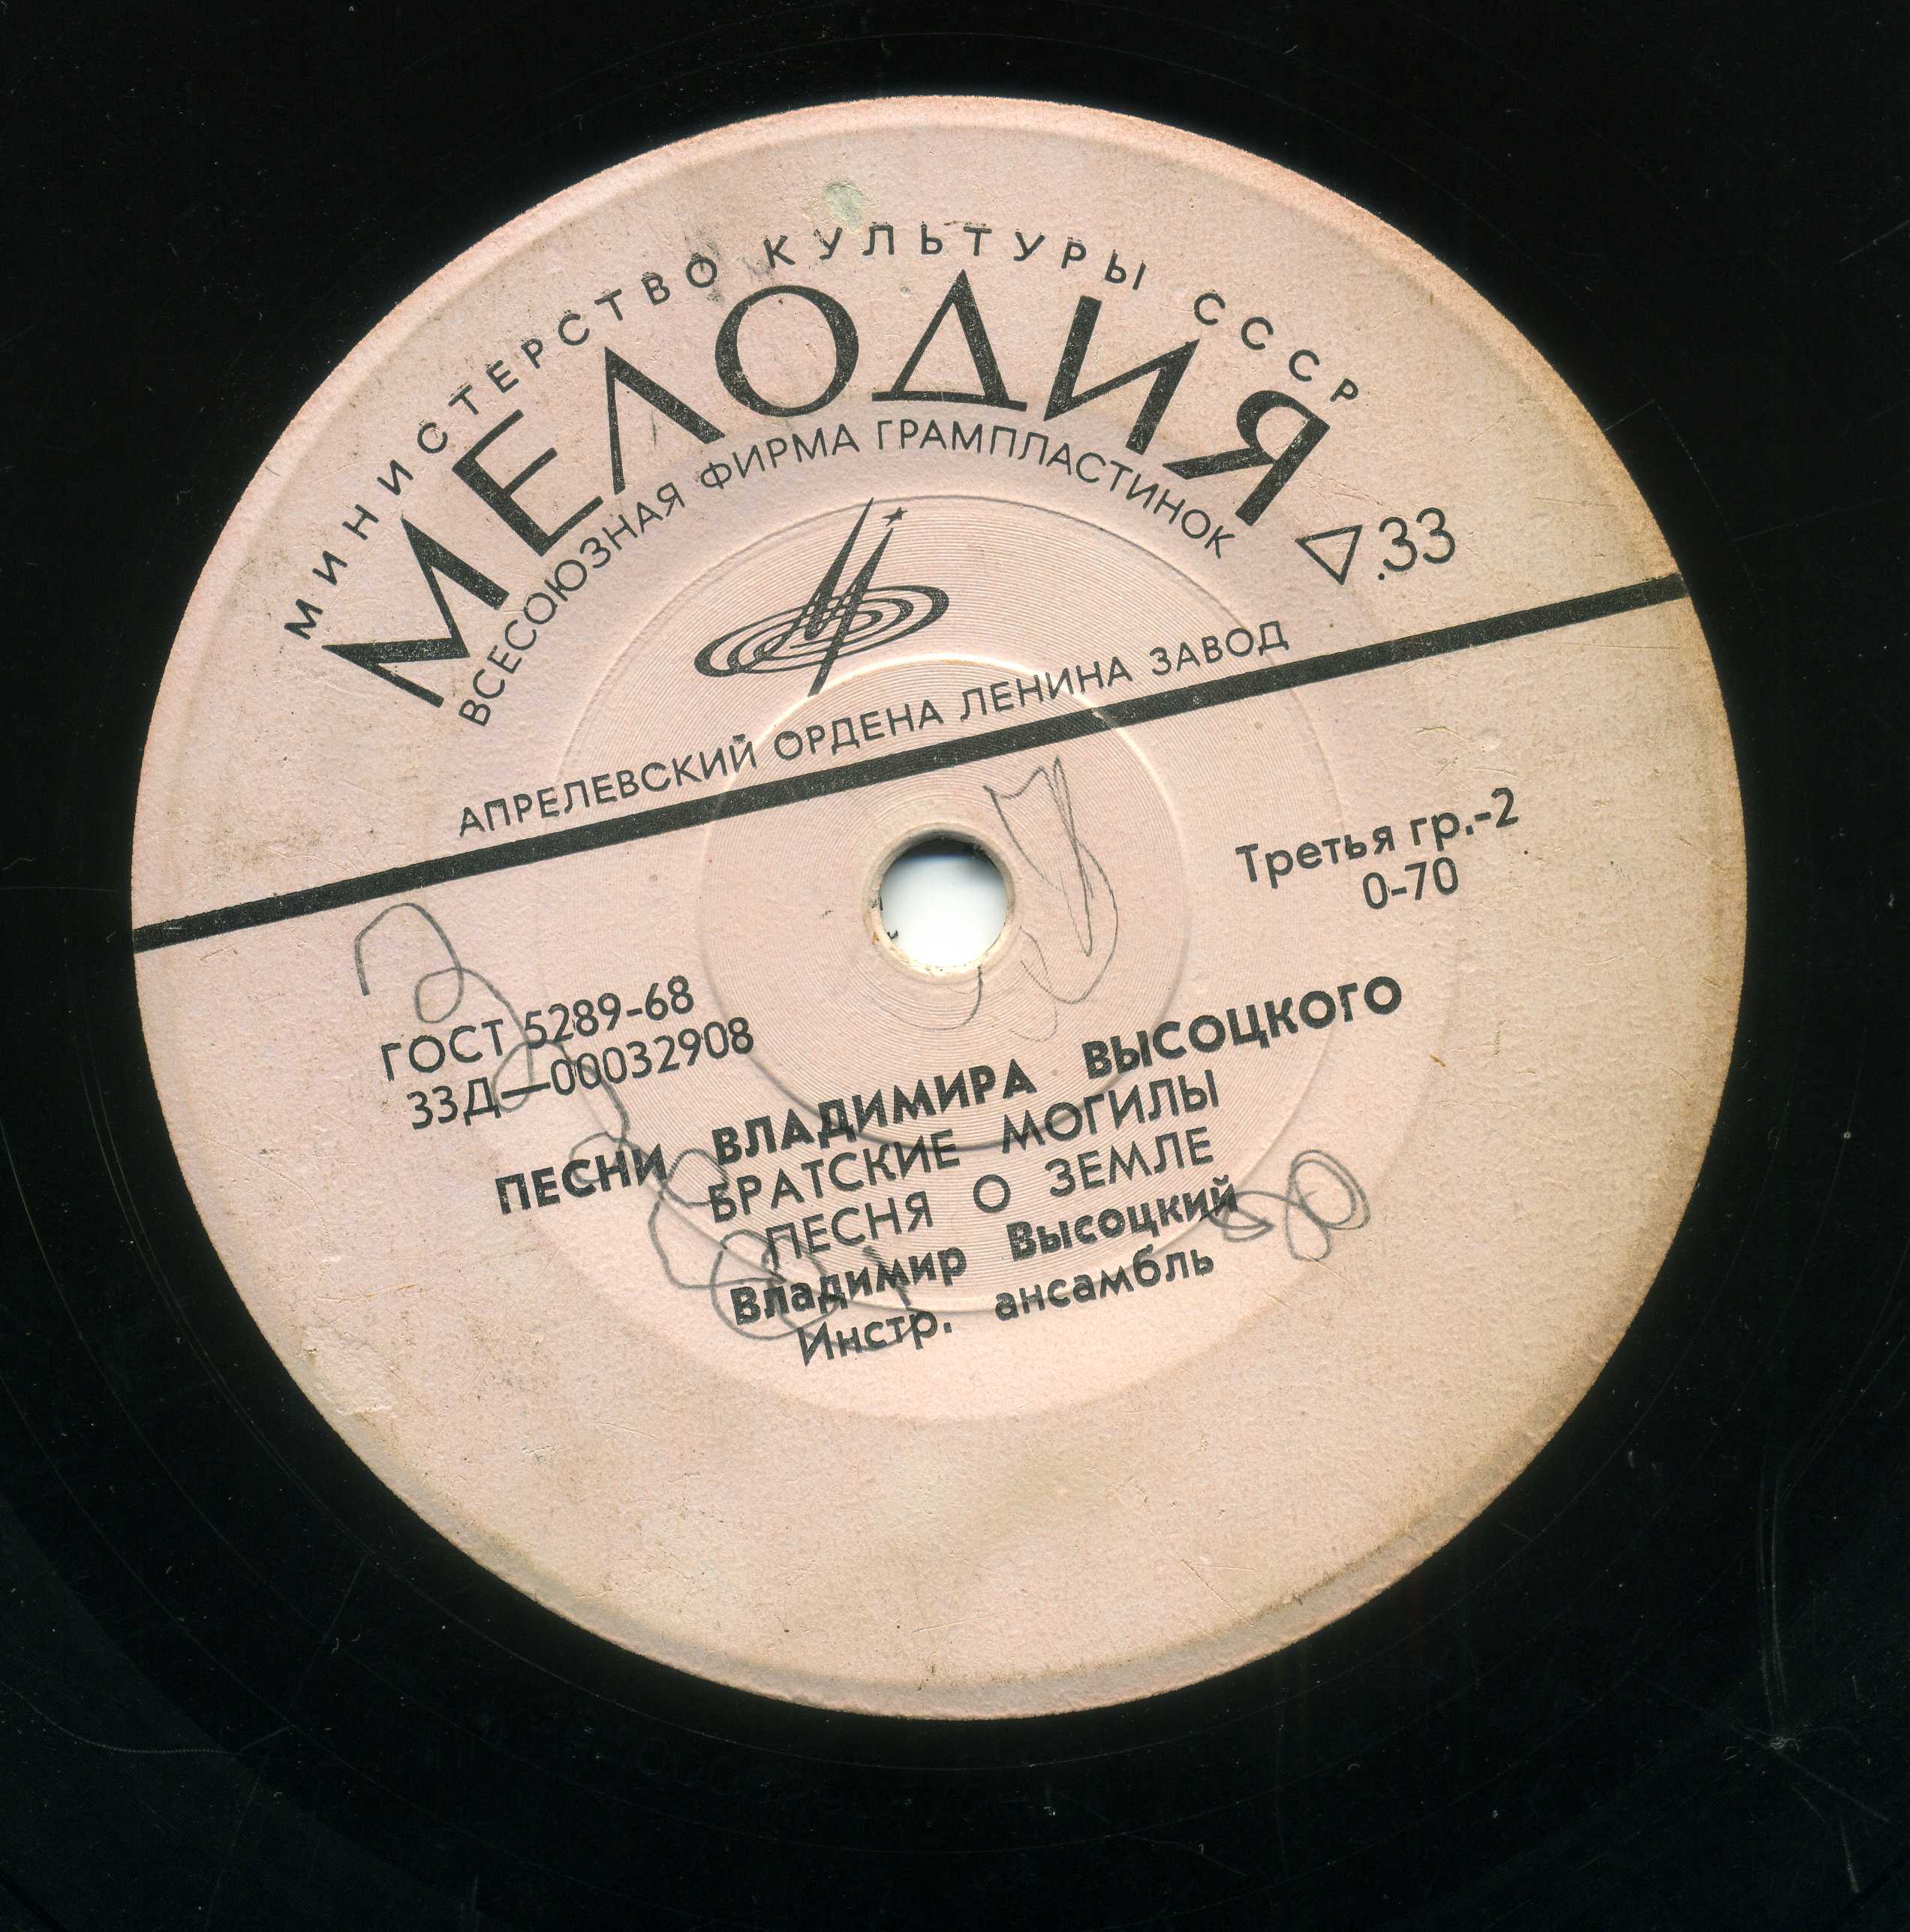 МИНИСТЕРСТВО КУЛЬТУРЫ СССР
МЕЛОДИЯ
ВСЕСОЮЗНАЯ ФИРМА ГРАМПЛАСТИНОК
33
АПРЕЛЕВСКИЙ ОРДЕНА ЛЕНИНА ЗАВОД
Третья гр.-2
0-70
ГОСТ 5289-68
33Д—00032908
ПЕСНИ ВЛАДИМИРА ВЫСОЦКОГО
БРАТСКИЕ МОГИЛЫ
ПЕСНЯ О ЗЕМЛЕ
Владимир Высоцкий
Инстр. ансамбль